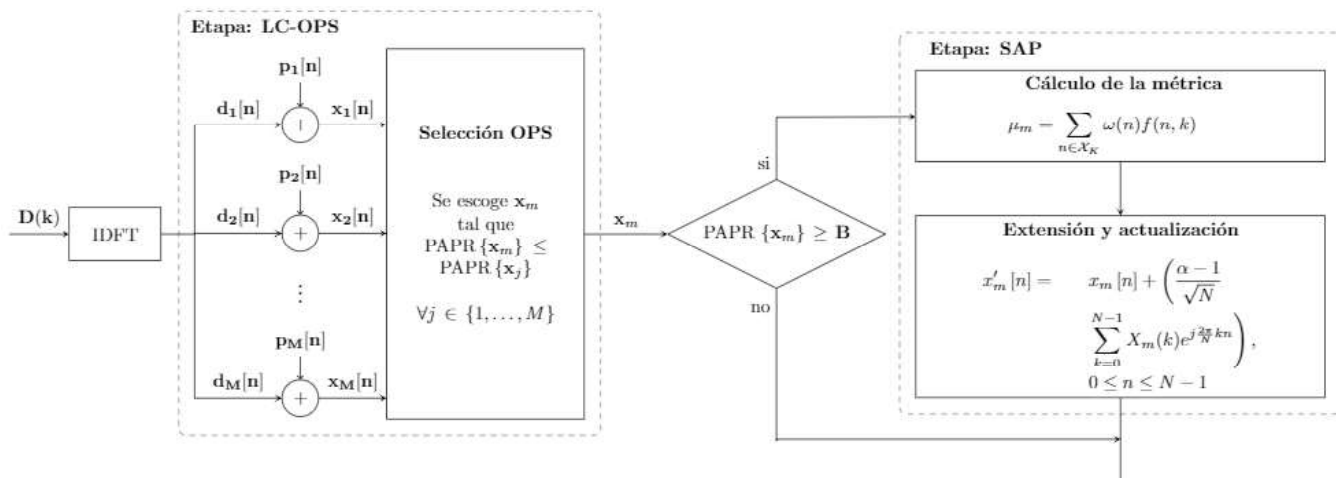 Etapa: LC-OPS
p₁[n]
d₁[n]
x₁[n]
p₂[n]
D(k)
IDFT
d₂[n]
+
x₂[n]
⋮
p_M[n]
d_M[n]
+
x_M[n]
Selección OPS
Se escoge x_m
tal que
PAPR {x_m} ≤
PAPR {x_j}
∀j ∈ {1, …, M}
x_m
si
PAPR {x_m} ≥ B
no
Etapa: SAP
Cálculo de la métrica
μ_m = ∑_{n∈𝒳_K} ω(n)f(n, k)
Extensión y actualización
x′_m [n] = x_m [n] + ( (α − 1)/√N
∑_{k=0}^{N−1} X_m(k)e^{j(2π/N)kn} ) ,
0 ≤ n ≤ N − 1